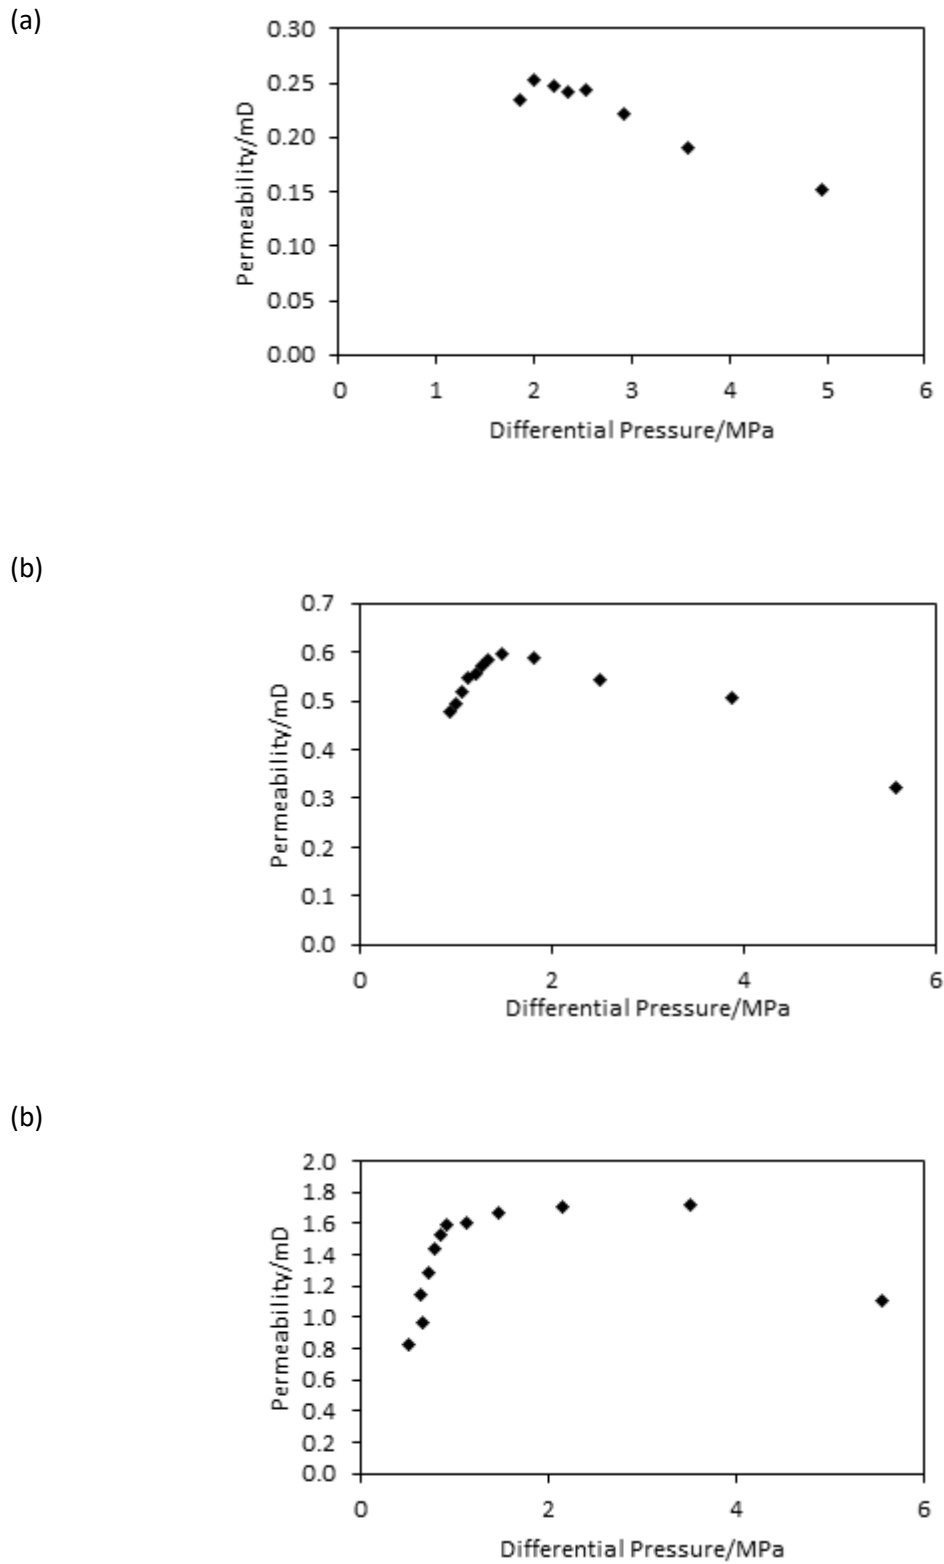 (a)
0.30
0.25
0.20
0.15
0.10
0.05
0.00
Permeability/mD
0 1 2 3 4 5 6
Differential Pressure/MPa
(b)
0.7
0.6
0.5
0.4
0.3
0.2
0.1
0.0
Permeability/mD
0 2 4 6
Differential Pressure/MPa
(b)
2.0
1.8
1.6
1.4
1.2
1.0
0.8
0.6
0.4
0.2
0.0
Permeability/mD
0 2 4 6
Differential Pressure/MPa